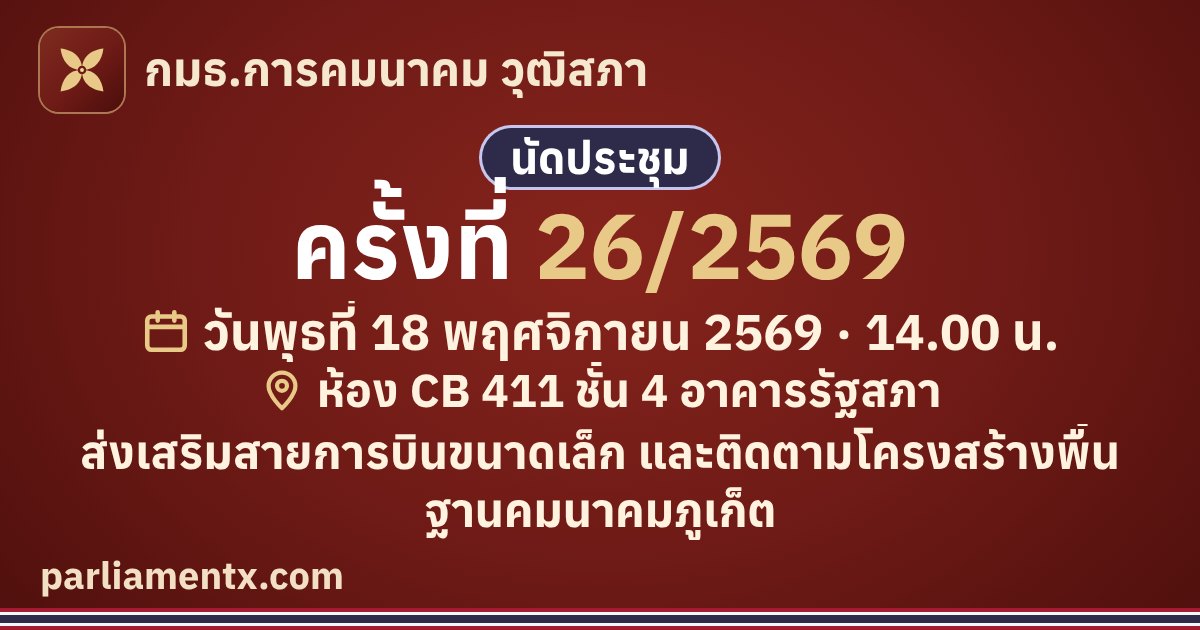 กมธ.การคมนาคม วุฒิสภา
นัดประชุม
ครั้งที่ 26/2569
วันพุธที่ 18 พฤศจิกายน 2569 · 14.00 น.
ห้อง CB 411 ชั้น 4 อาคารรัฐสภา
ส่งเสริมสายการบินขนาดเล็ก และติดตามโครงสร้างพื้น
ฐานคมนาคมภูเก็ต
parliamentx.com